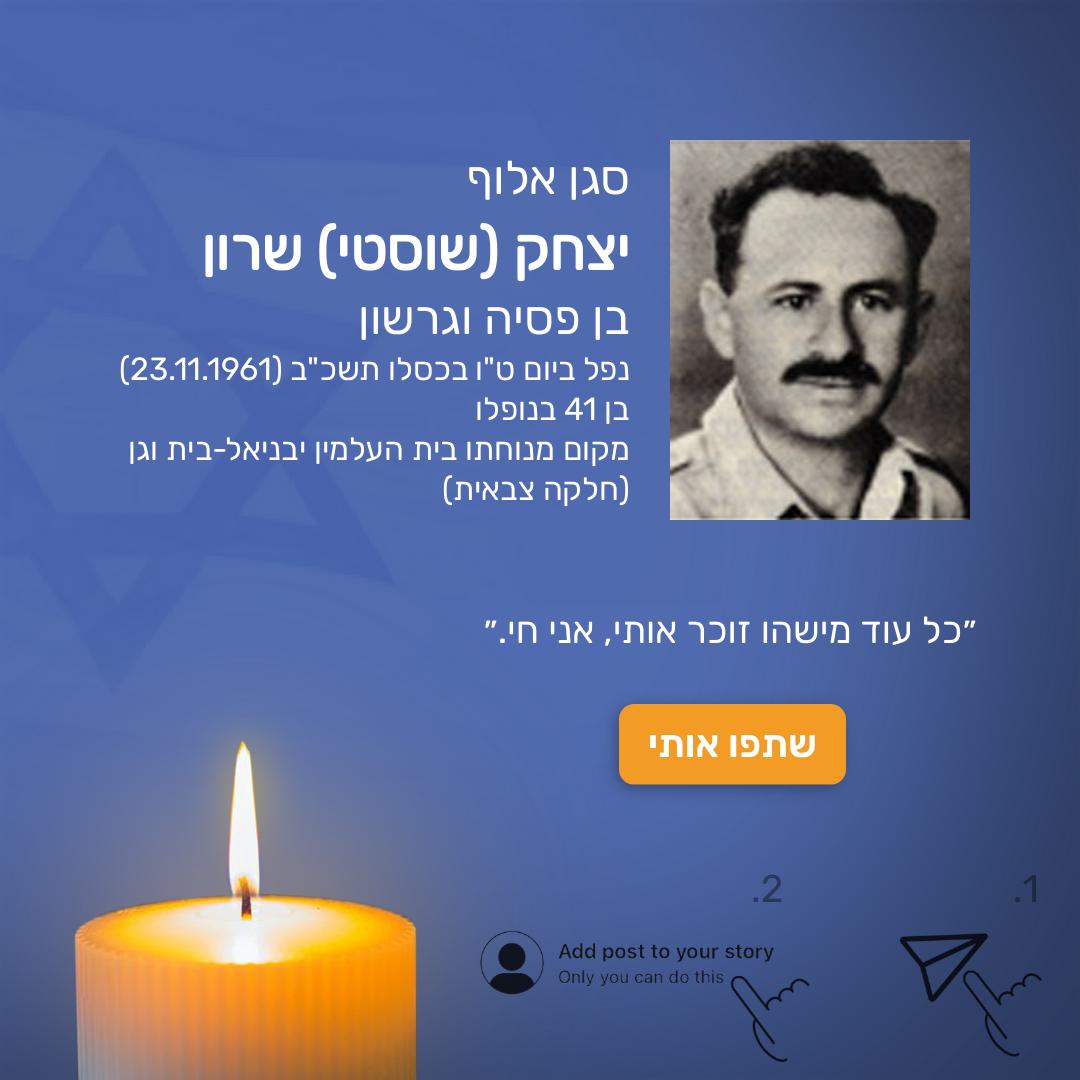 סגן אלוף
יצחק (שוסטי) שרון
בן פסיה וגרשון
נפל ביום ט"ו בכסלו תשכ"ב (23.11.1961)
בן 41 בנופלו
מקום מנוחתו בית העלמין יבניאל-בית וגן
(חלקה צבאית)
״כל עוד מישהו זוכר אותי, אני חי.״
שתפו אותי
1.
2.
Add post to your story
Only you can do this